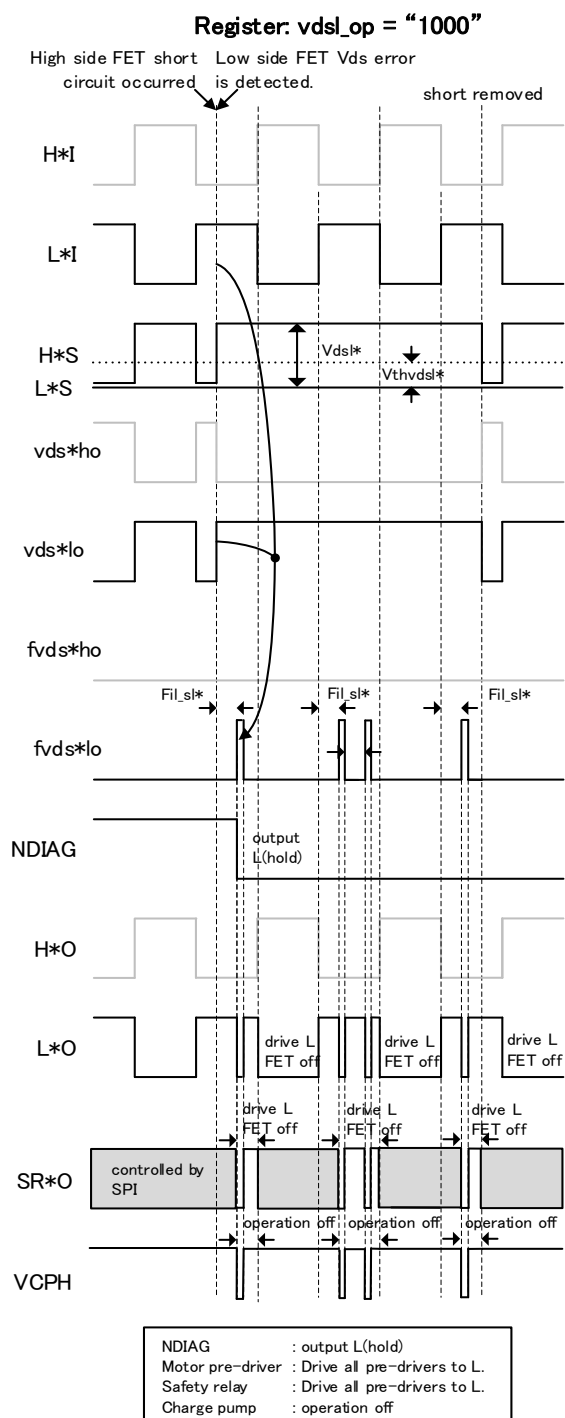 Register: vdsl_op = “1000”
High side FET short
circuit occurred
Low side FET Vds error
is detected.
short removed
H*I
L*I
H*S
Vdsl*
Vthvdsl*
L*S
vds*ho
vds*lo
fvds*ho
Fil_sl*
Fil_sl*
Fil_sl*
fvds*lo
NDIAG
output
L(hold)
H*O
L*O
drive L
FET off
drive L
FET off
drive L
FET off
drive L
FET off
drive L
FET off
drive L
FET off
SR*O
controlled by
SPI
operation off
operation off
operation off
VCPH
NDIAG : output L(hold)
Motor pre-driver : Drive all pre-drivers to L.
Safety relay : Drive all pre-drivers to L.
Charge pump : operation off